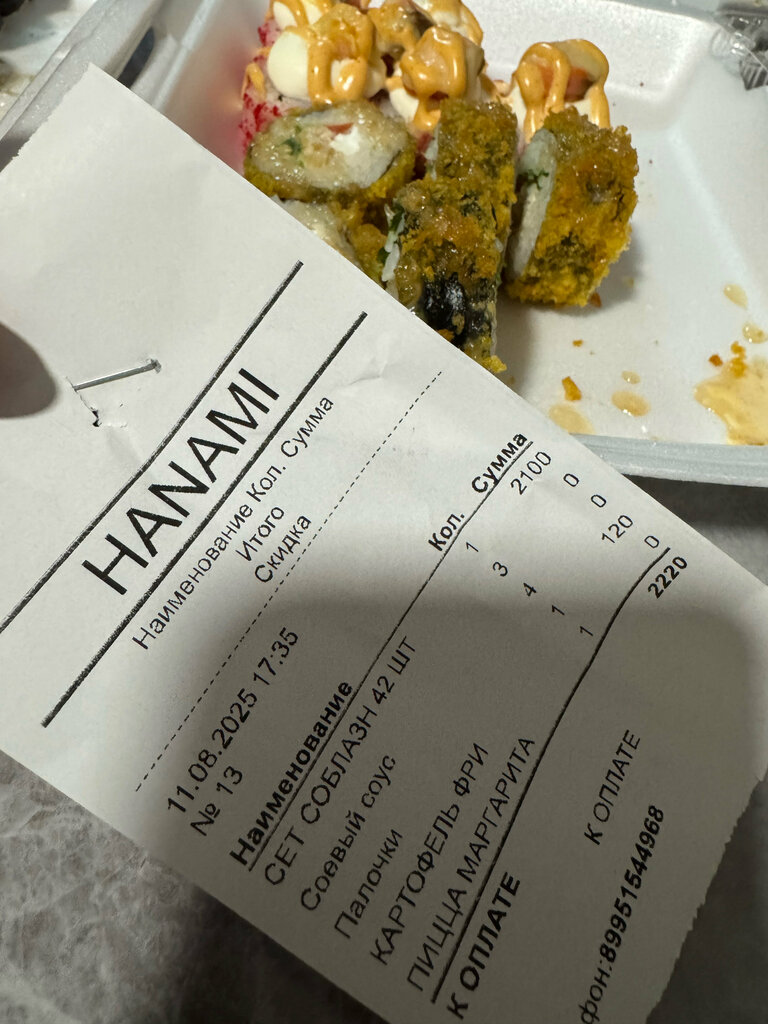 HANAMI
Наименование Кол. Сумма
Итого
Скидка
11.08.2025 17:35
№ 13
Наименование Кол. Сумма
СЕТ СОБЛАЗН 42 ШТ 1 2100
Соевый соус 3 0
Палочки 4 0
КАРТОФЕЛЬ ФРИ 1 120
ПИЦЦА МАРГАРИТА 1 0
К ОПЛАТЕ 2220
К ОПЛАТЕ
фон:89951544968